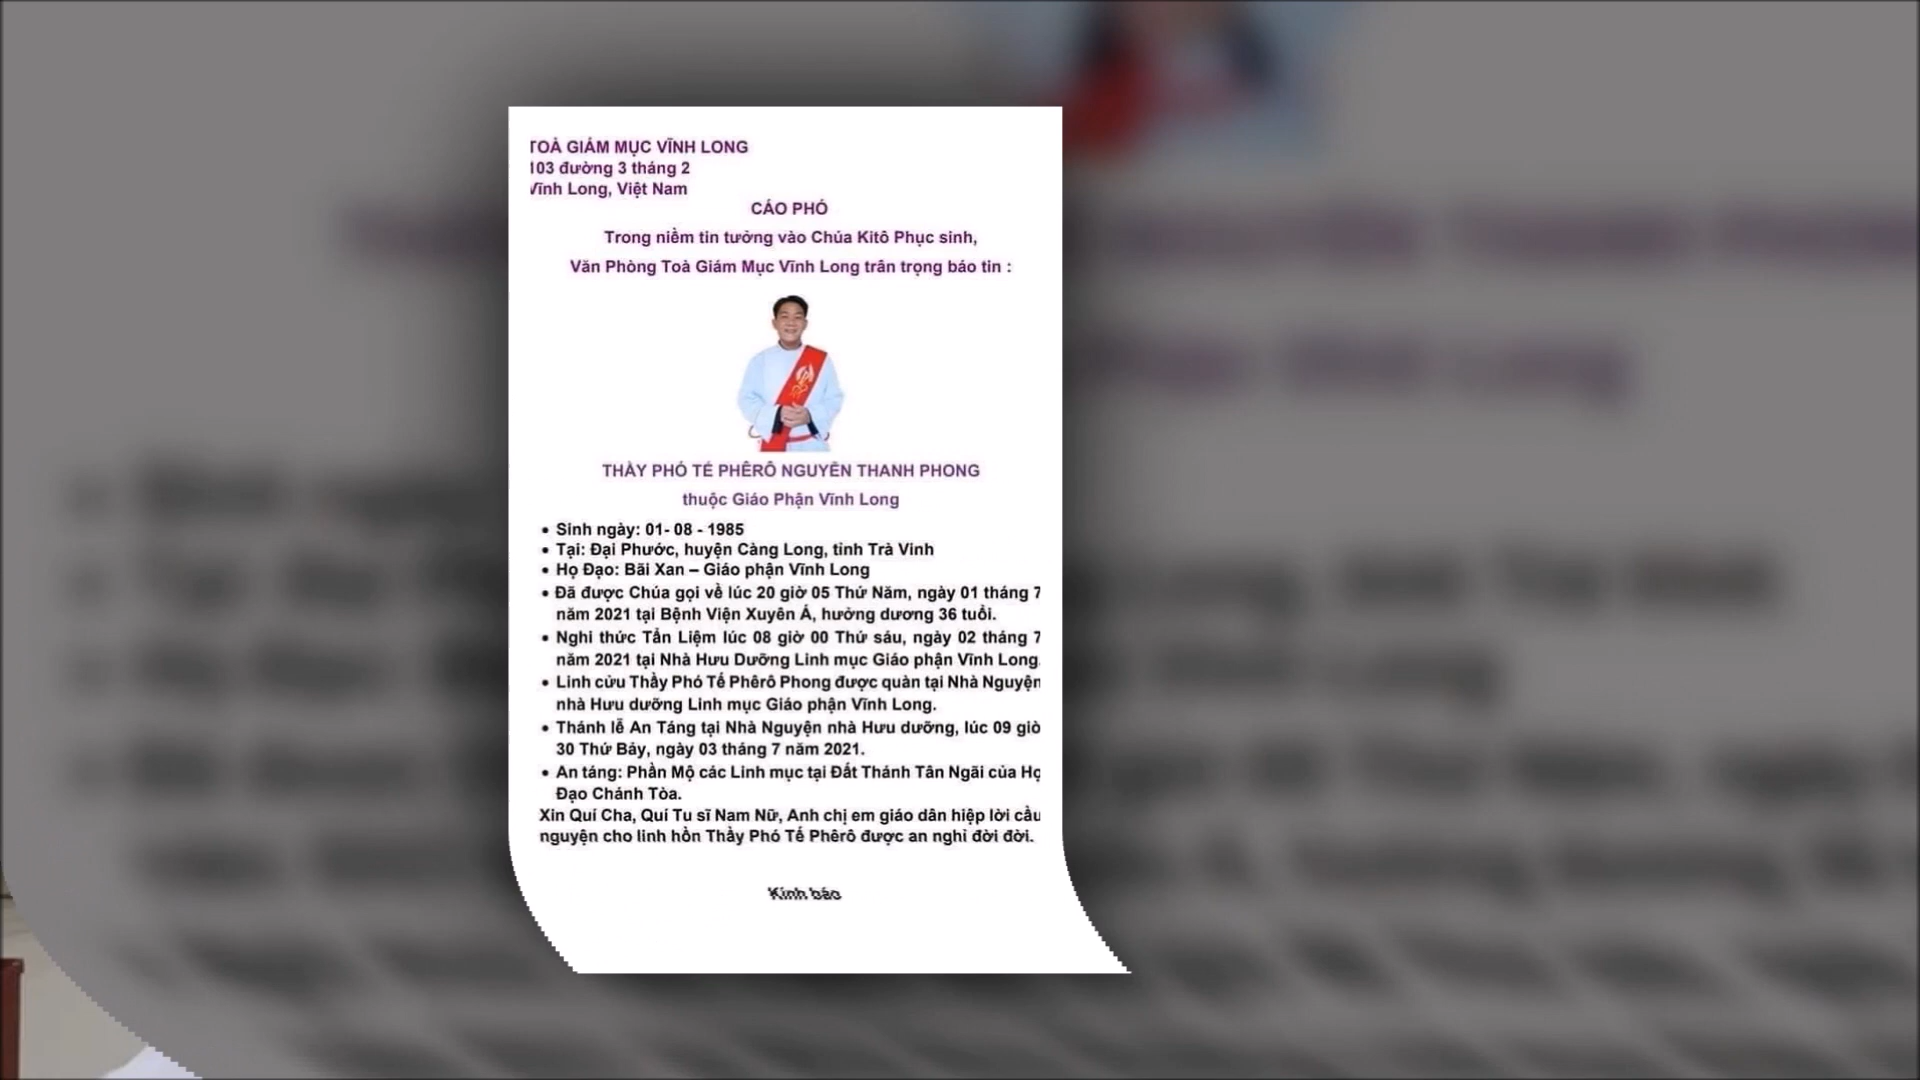 TOÀ GIÁM MỤC VĨNH LONG
103 đường 3 tháng 2
Vĩnh Long, Việt Nam
CÁO PHÓ
Trong niềm tin tưởng vào Chúa Kitô Phục sinh,
Văn Phòng Toà Giám Mục Vĩnh Long trân trọng báo tin :
THẦY PHÓ TẾ PHÊRÔ NGUYỄN THANH PHONG
thuộc Giáo Phận Vĩnh Long
• Sinh ngày: 01- 08 - 1985
• Tại: Đại Phước, huyện Càng Long, tỉnh Trà Vinh
• Họ Đạo: Bãi Xan – Giáo phận Vĩnh Long
• Đã được Chúa gọi về lúc 20 giờ 05 Thứ Năm, ngày 01 tháng 7
năm 2021 tại Bệnh Viện Xuyên Á, hưởng dương 36 tuổi.
• Nghi thức Tẩn Liệm lúc 08 giờ 00 Thứ sáu, ngày 02 tháng 7
năm 2021 tại Nhà Hưu Dưỡng Linh mục Giáo phận Vĩnh Long.
• Linh cửu Thầy Phó Tế Phêrô Phong được quàn tại Nhà Nguyện
nhà Hưu dưỡng Linh mục Giáo phận Vĩnh Long.
• Thánh lễ An Táng tại Nhà Nguyện nhà Hưu dưỡng, lúc 09 giờ
30 Thứ Bảy, ngày 03 tháng 7 năm 2021.
• An táng: Phần Mộ các Linh mục tại Đất Thánh Tân Ngãi của Họ
Đạo Chánh Tòa.
Xin Quí Cha, Quí Tu sĩ Nam Nữ, Anh chị em giáo dân hiệp lời cầu
nguyện cho linh hồn Thầy Phó Tế Phêrô được an nghỉ đời đời.
Kính báo